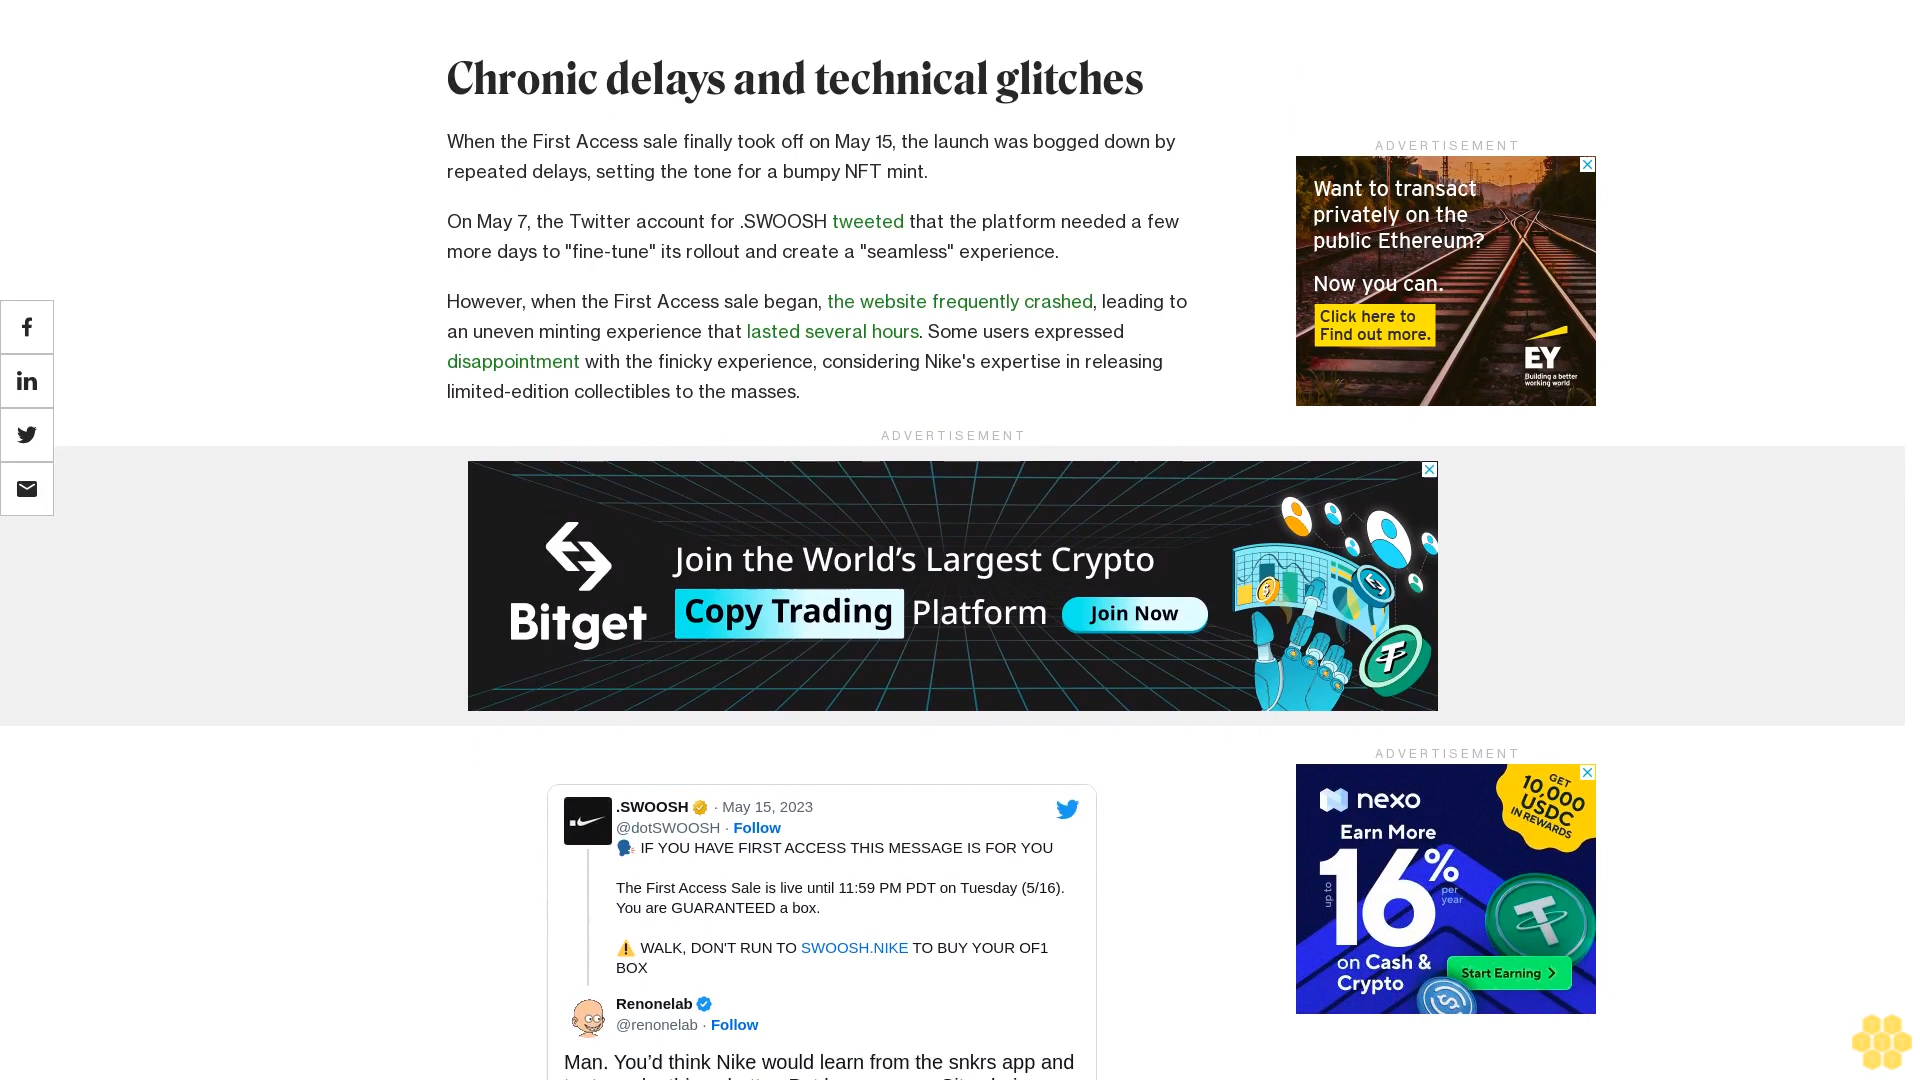 Chronic delays and technical glitches
When the First Access sale finally took off on May 15, the launch was bogged down by
repeated delays, setting the tone for a bumpy NFT mint.
On May 7, the Twitter account for .SWOOSH tweeted that the platform needed a few
more days to "fine-tune" its rollout and create a "seamless" experience.
However, when the First Access sale began, the website frequently crashed, leading to
an uneven minting experience that lasted several hours. Some users expressed
disappointment with the finicky experience, considering Nike's expertise in releasing
limited-edition collectibles to the masses.
ADVERTISEMENT
Want to transact
privately on the
public Ethereum?
Now you can.
Click here to
Find out more.
EY
Building a better
working world
ADVERTISEMENT
Bitget
Join the World's Largest Crypto
Copy Trading Platform
Join Now
.SWOOSH · May 15, 2023
@dotSWOOSH · Follow
🗣️ IF YOU HAVE FIRST ACCESS THIS MESSAGE IS FOR YOU
The First Access Sale is live until 11:59 PM PDT on Tuesday (5/16).
You are GUARANTEED a box.
⚠️ WALK, DON'T RUN TO SWOOSH.NIKE TO BUY YOUR OF1
BOX
Renonelab
@renonelab · Follow
Man. You'd think Nike would learn from the snkrs app and
ADVERTISEMENT
nexo
GET
10,000
USDC
IN REWARDS
Earn More
up to
16%
per
year
on Cash &
Crypto
Start Earning